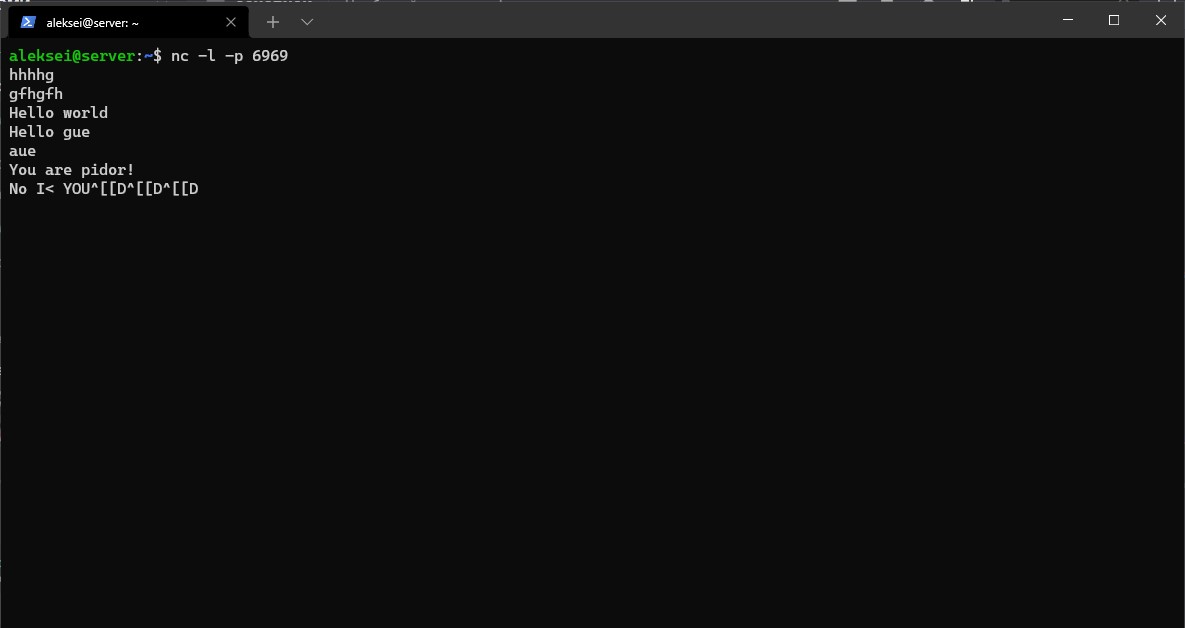 aleksei@server: ~
aleksei@server:~$ nc -l -p 6969
hhhhg
gfhgfh
Hello world
Hello gue
aue
You are pidor!
No I< YOU^[[D^[[D^[[D